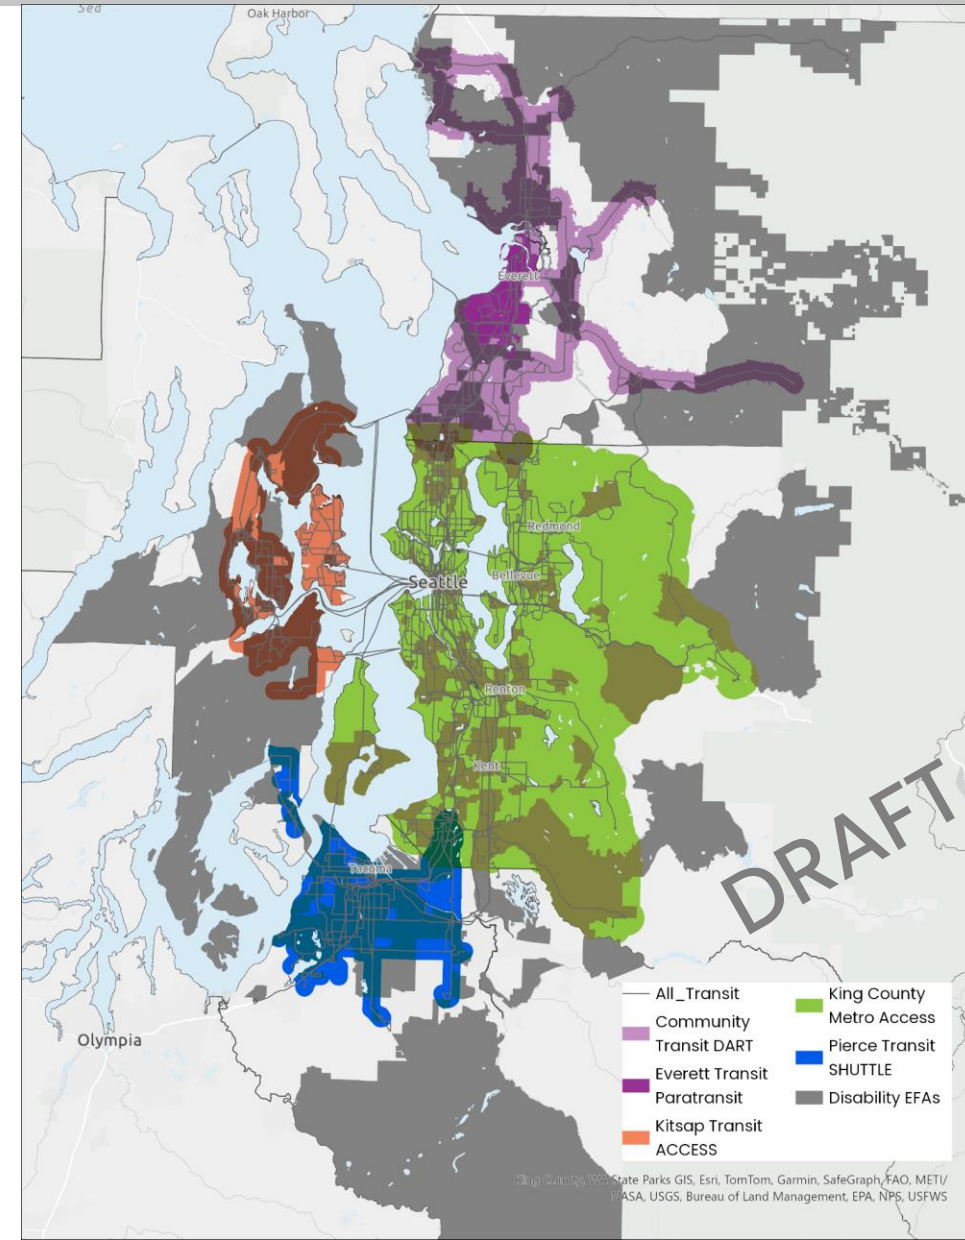 Sea
Oak Harbor
Everett
Redmond
Seattle
Bellevue
Renton
Kent
Tacoma
Olympia
DRAFT
All_Transit
Community
Transit DART
Everett Transit
Paratransit
Kitsap Transit
ACCESS
King County
Metro Access
Pierce Transit
SHUTTLE
Disability EFAs
King County, WA State Parks GIS, Esri, TomTom, Garmin, SafeGraph, FAO, METI/
NASA, USGS, Bureau of Land Management, EPA, NPS, USFWS